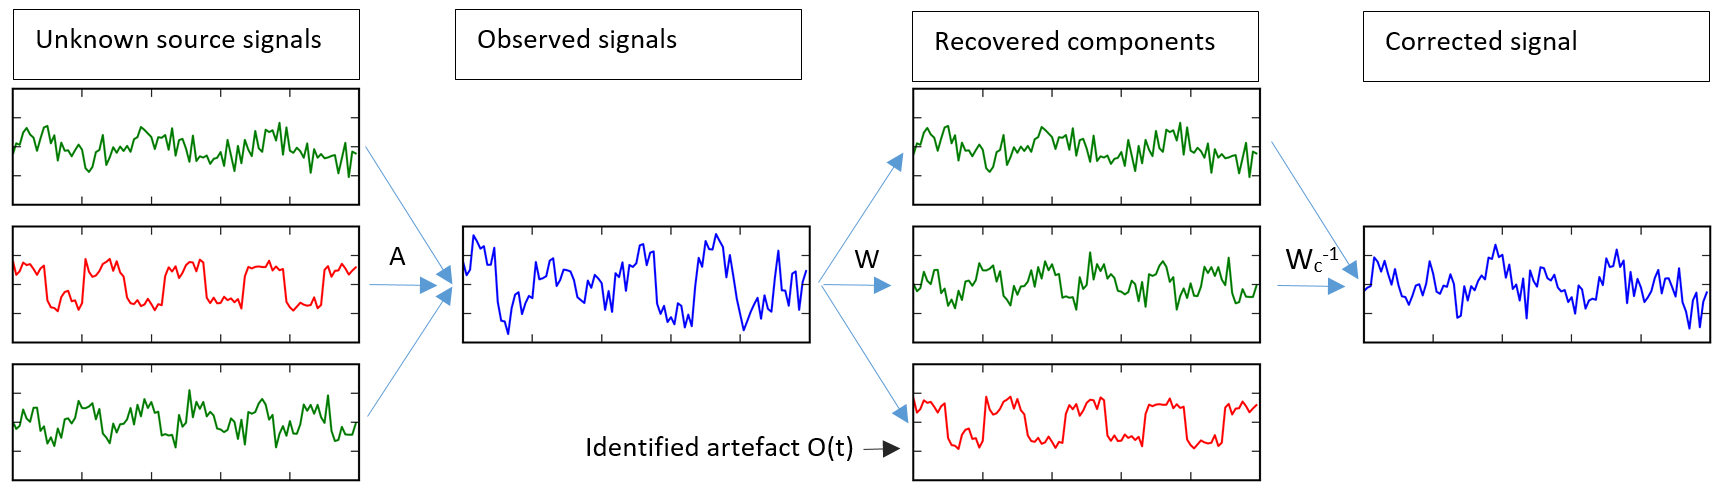 Unknown source signals
Observed signals
Recovered components
Corrected signal
A
W
Wc-1
Identified artefact O(t)